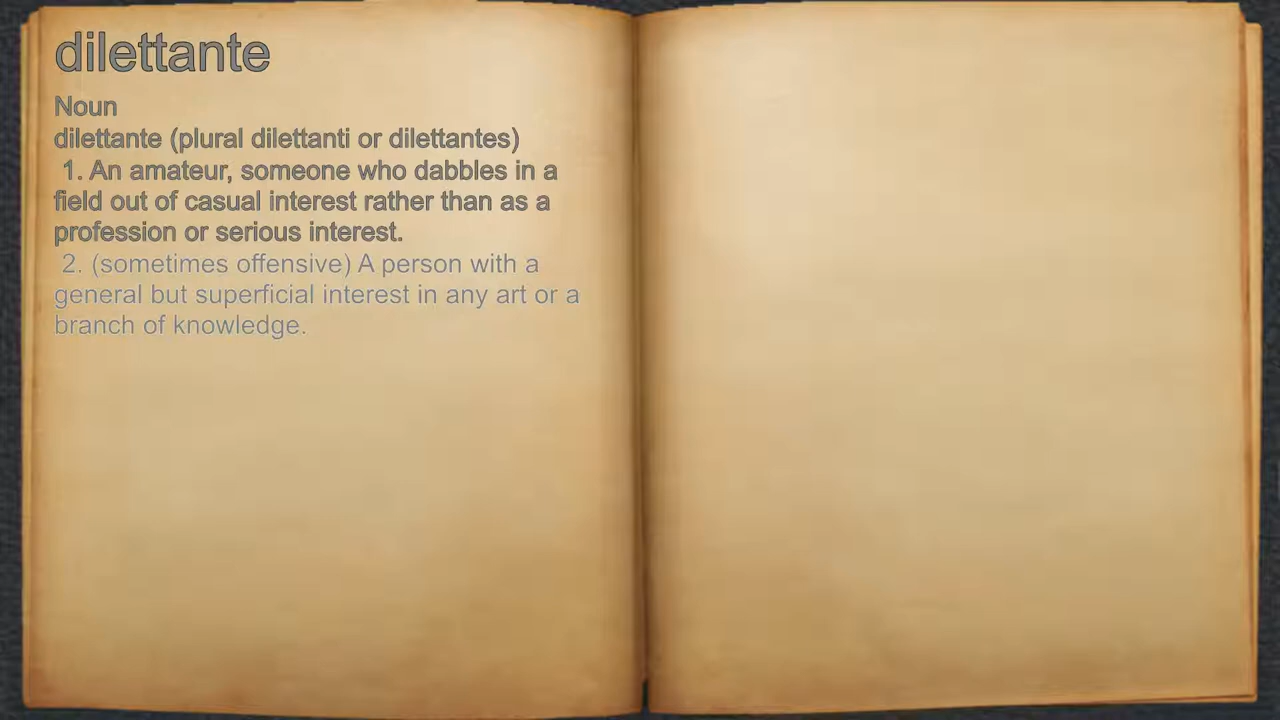 dilettante
Noun
dilettante (plural dilettanti or dilettantes)
1. An amateur, someone who dabbles in a
field out of casual interest rather than as a
profession or serious interest.
2. (sometimes offensive) A person with a
general but superficial interest in any art or a
branch of knowledge.